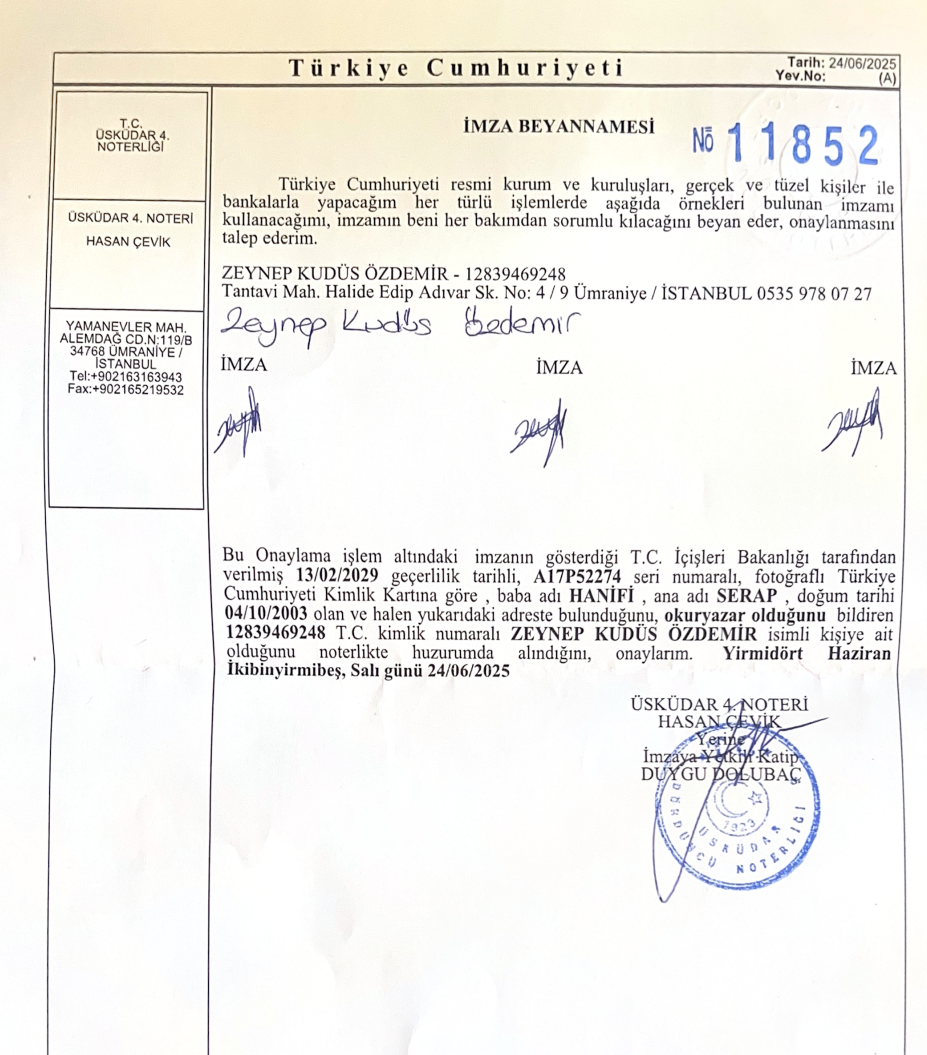 Türkiye Cumhuriyeti
Tarih: 24/06/2025
Yev.No: (A)
T.C.
ÜSKÜDAR 4.
NOTERLİĞİ
ÜSKÜDAR 4. NOTERİ
HASAN ÇEVİK
YAMANEVLER MAH.
ALEMDAĞ CD.N:119/B
34768 ÜMRANİYE /
İSTANBUL
Tel:+902163163943
Fax:+902165219532
İMZA BEYANNAMESİ
No 11852
Türkiye Cumhuriyeti resmi kurum ve kuruluşları, gerçek ve tüzel kişiler ile
bankalarla yapacağım her türlü işlemlerde aşağıda örnekleri bulunan imzamı
kullanacağımı, imzamın beni her bakımdan sorumlu kılacağını beyan eder, onaylanmasını
talep ederim.
ZEYNEP KUDÜS ÖZDEMİR - 12839469248
Tantavi Mah. Halide Edip Adıvar Sk. No: 4 / 9 Ümraniye / İSTANBUL 0535 978 07 27
Zeynep Kudüs Özdemir
İMZA İMZA İMZA
Bu Onaylama işlem altındaki imzanın gösterdiği T.C. İçişleri Bakanlığı tarafından
verilmiş 13/02/2029 geçerlilik tarihli, A17P52274 seri numaralı, fotoğraflı Türkiye
Cumhuriyeti Kimlik Kartına göre , baba adı HANİFİ , ana adı SERAP , doğum tarihi
04/10/2003 olan ve halen yukarıdaki adreste bulunduğunu, okuryazar olduğunu bildiren
12839469248 T.C. kimlik numaralı ZEYNEP KUDÜS ÖZDEMİR isimli kişiye ait
olduğunu noterlikte huzurumda alındığını, onaylarım. Yirmidört Haziran
İkibinyirmibeş, Salı günü 24/06/2025
ÜSKÜDAR 4. NOTERİ
HASAN ÇEVİK
Yerine
İmzaya Yetkili Katip
DUYGU DOLUBAÇ
1923
ÜSKÜDAR
DÖRDÜNCÜ NOTERLİĞİ